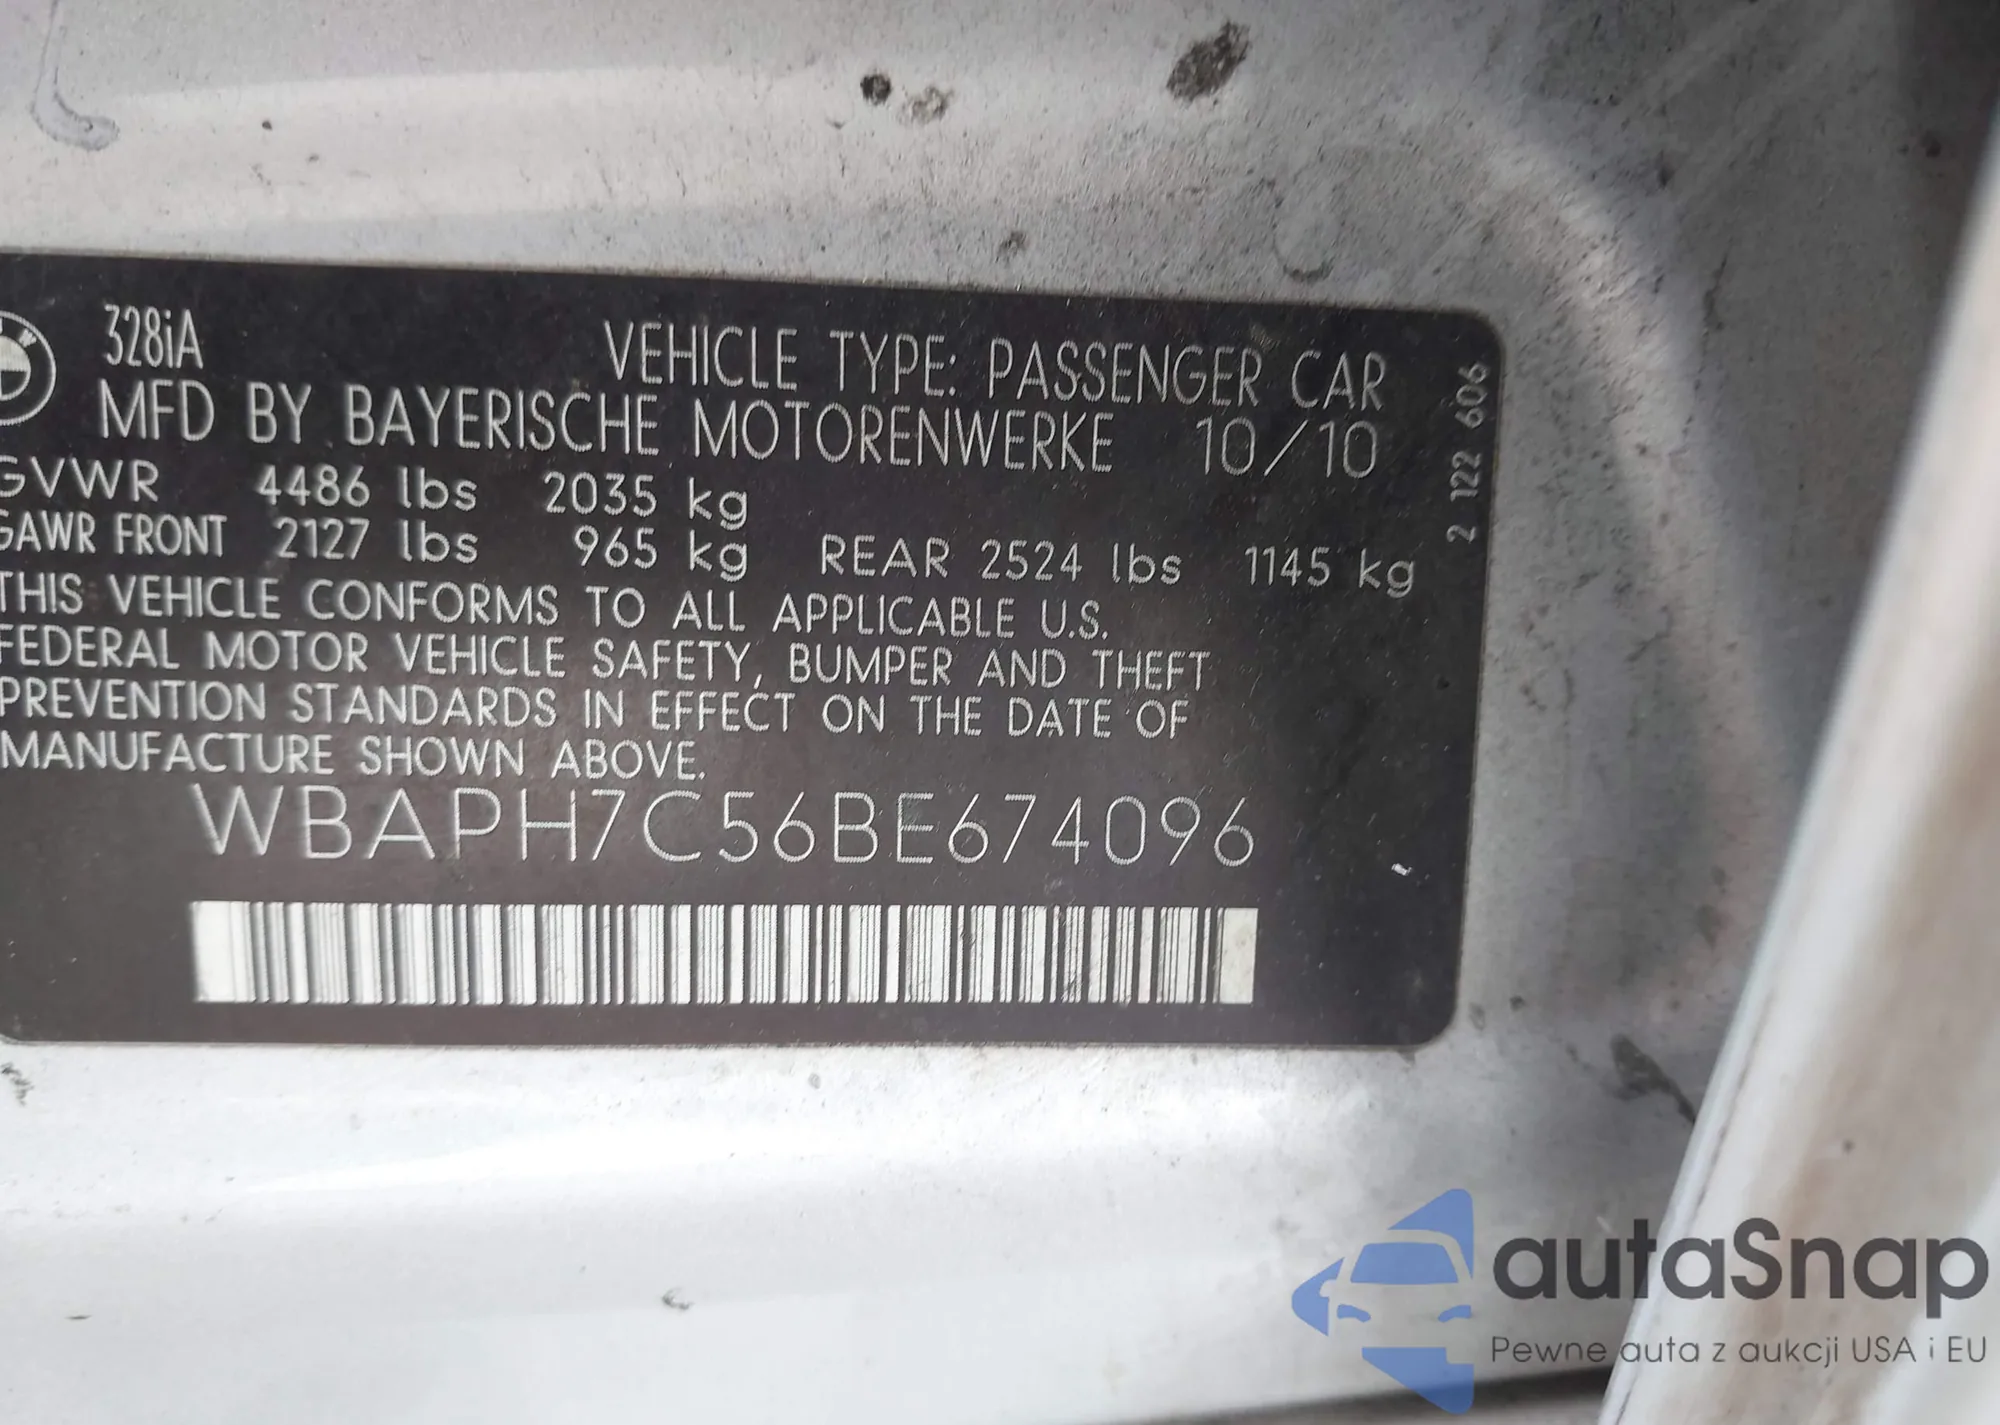 328iA VEHICLE TYPE: PASSENGER CAR
MFD BY BAYERISCHE MOTORENWERKE 10/10
GVWR 4486 lbs 2035 kg
GAWR FRONT 2127 lbs 965 kg REAR 2524 lbs 1145 kg
THIS VEHICLE CONFORMS TO ALL APPLICABLE U.S.
FEDERAL MOTOR VEHICLE SAFETY, BUMPER AND THEFT
PREVENTION STANDARDS IN EFFECT ON THE DATE OF
MANUFACTURE SHOWN ABOVE.
WBAPH7C56BE674096
2 122 606
autaSnap
Pewne auta z aukcji USA i EU